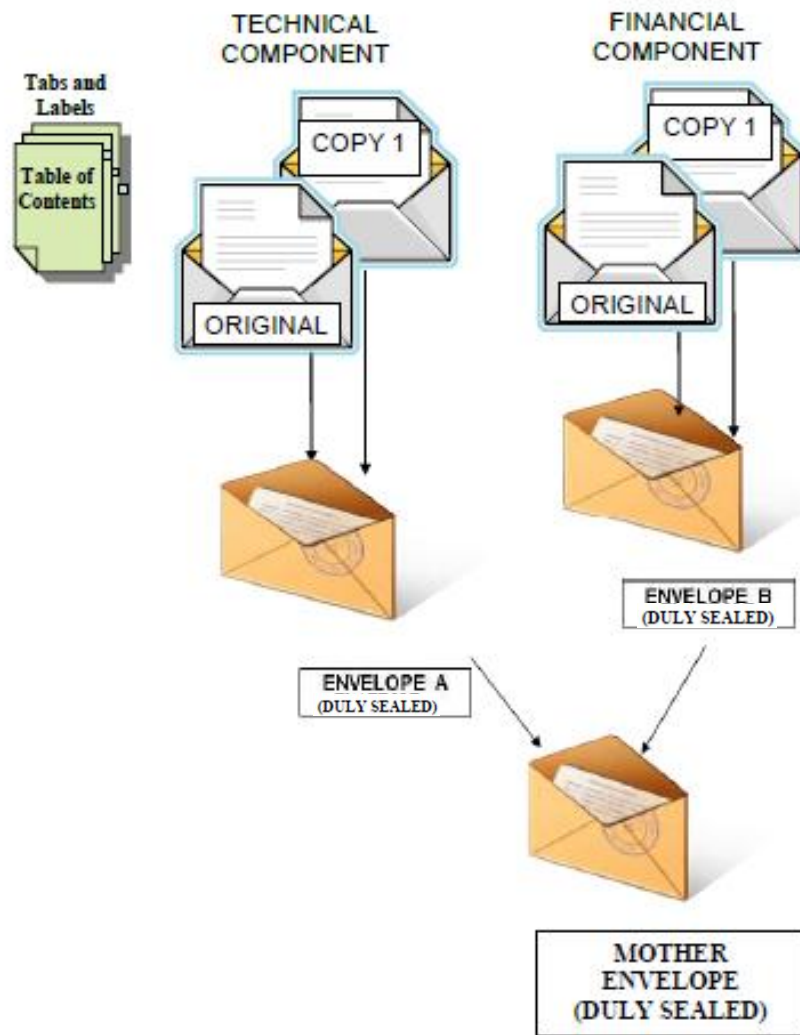 TECHNICAL
COMPONENT
FINANCIAL
COMPONENT
Tabs and
Labels
Table of
Contents
COPY 1
ORIGINAL
COPY 1
ORIGINAL
ENVELOPE B
(DULY SEALED)
ENVELOPE A
(DULY SEALED)
MOTHER
ENVELOPE
(DULY SEALED)